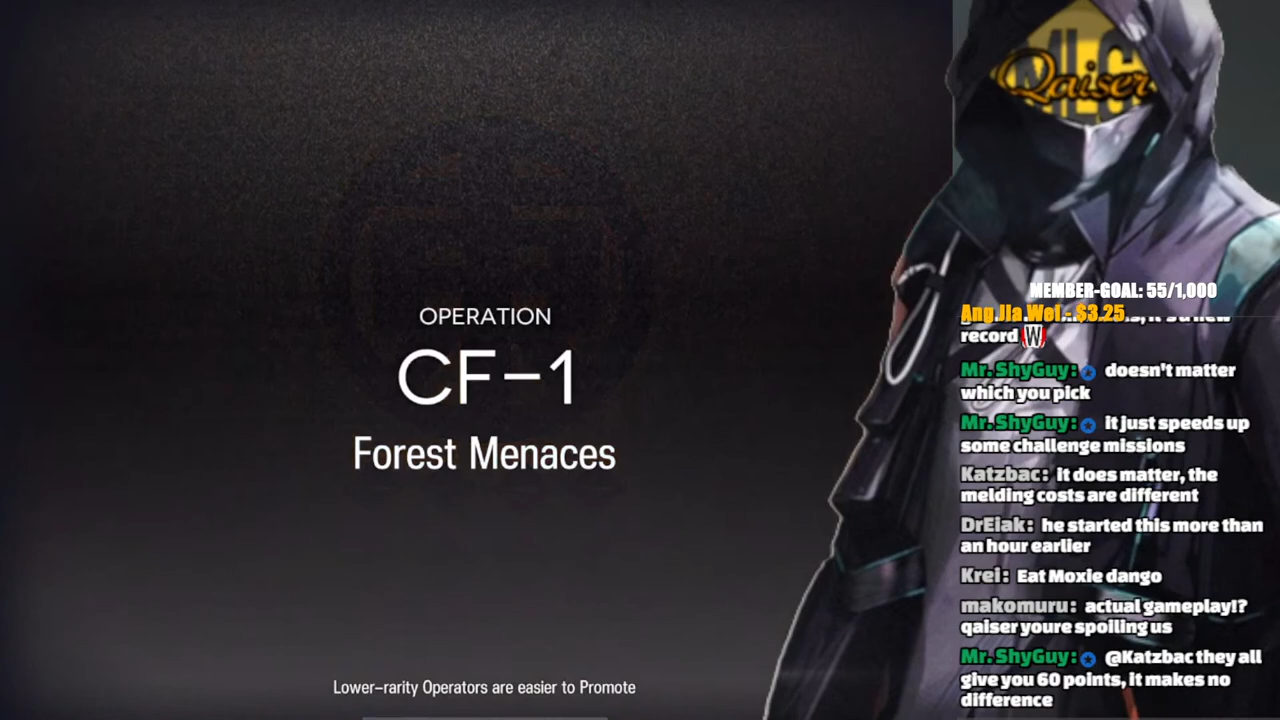 MLC
Qaiser
OPERATION
CF-1
Forest Menaces
Lower-rarity Operators are easier to Promote
MEMBER-GOAL: 55/1,000
Ang Jia Wei - $3.25
record W
Mr. ShyGuy: doesn't matter
which you pick
Mr. ShyGuy: it just speeds up
some challenge missions
Katzbac: it does matter, the
melding costs are different
DrEiak: he started this more than
an hour earlier
Krei: Eat Moxie dango
makomuru: actual gameplay!?
qaiser youre spoiling us
Mr. ShyGuy: @Katzbac they all
give you 60 points, it makes no
difference